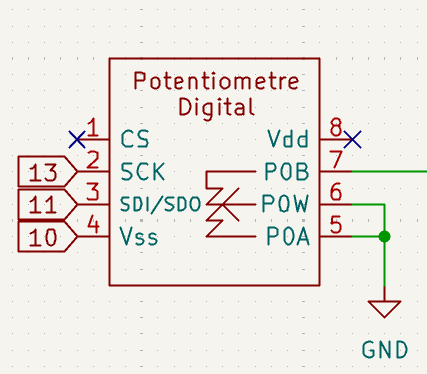 Potentiometre
Digital
1 CS Vdd 8
13 2 SCK P0B 7
11 3 SDI/SDO P0W 6
10 4 Vss P0A 5
GND